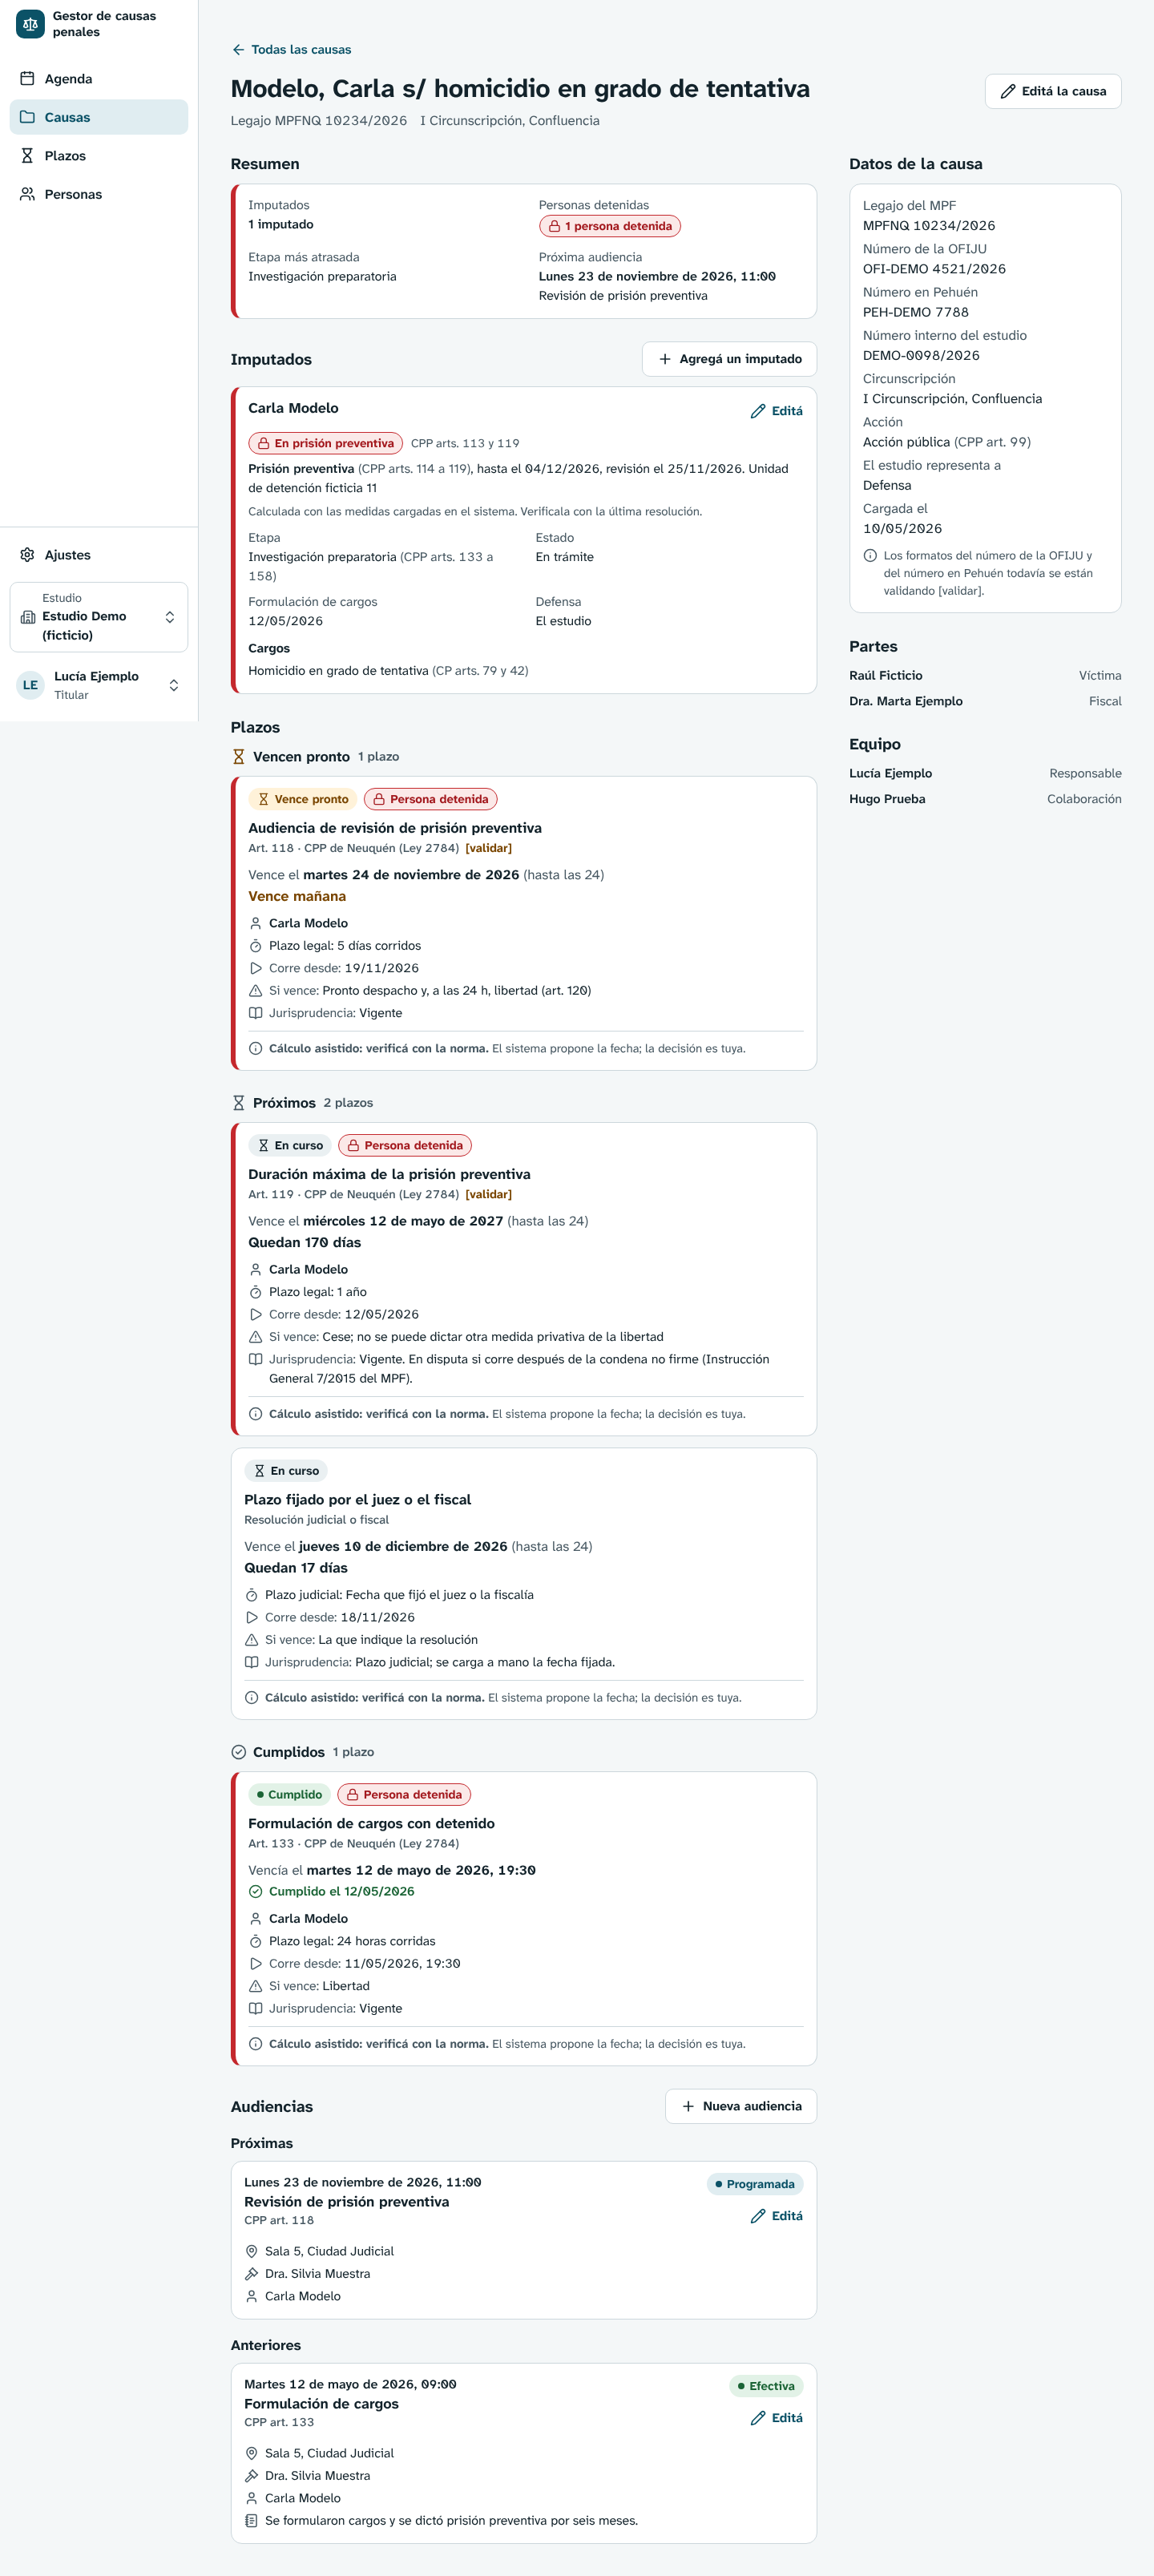 Gestor de causas
penales
Agenda
Causas
Plazos
Personas
Ajustes
Estudio
Estudio Demo
(ficticio)
LE
Lucía Ejemplo
Titular
Todas las causas
Modelo, Carla s/ homicidio en grado de tentativa
Editá la causa
Legajo MPFNQ 10234/2026 I Circunscripción, Confluencia
Resumen
Imputados
1 imputado
Personas detenidas
1 persona detenida
Etapa más atrasada
Investigación preparatoria
Próxima audiencia
Lunes 23 de noviembre de 2026, 11:00
Revisión de prisión preventiva
Imputados
Agregá un imputado
Carla Modelo
Editá
En prisión preventiva CPP arts. 113 y 119
Prisión preventiva (CPP arts. 114 a 119), hasta el 04/12/2026, revisión el 25/11/2026. Unidad
de detención ficticia 11
Calculada con las medidas cargadas en el sistema. Verificala con la última resolución.
Etapa
Investigación preparatoria (CPP arts. 133 a
158)
Estado
En trámite
Formulación de cargos
12/05/2026
Defensa
El estudio
Cargos
Homicidio en grado de tentativa (CP arts. 79 y 42)
Plazos
Vencen pronto 1 plazo
Vence pronto Persona detenida
Audiencia de revisión de prisión preventiva
Art. 118 · CPP de Neuquén (Ley 2784) [validar]
Vence el martes 24 de noviembre de 2026 (hasta las 24)
Vence mañana
Carla Modelo
Plazo legal: 5 días corridos
Corre desde: 19/11/2026
Si vence: Pronto despacho y, a las 24 h, libertad (art. 120)
Jurisprudencia: Vigente
Cálculo asistido: verificá con la norma. El sistema propone la fecha; la decisión es tuya.
Próximos 2 plazos
En curso Persona detenida
Duración máxima de la prisión preventiva
Art. 119 · CPP de Neuquén (Ley 2784) [validar]
Vence el miércoles 12 de mayo de 2027 (hasta las 24)
Quedan 170 días
Carla Modelo
Plazo legal: 1 año
Corre desde: 12/05/2026
Si vence: Cese; no se puede dictar otra medida privativa de la libertad
Jurisprudencia: Vigente. En disputa si corre después de la condena no firme (Instrucción
General 7/2015 del MPF).
Cálculo asistido: verificá con la norma. El sistema propone la fecha; la decisión es tuya.
En curso
Plazo fijado por el juez o el fiscal
Resolución judicial o fiscal
Vence el jueves 10 de diciembre de 2026 (hasta las 24)
Quedan 17 días
Plazo judicial: Fecha que fijó el juez o la fiscalía
Corre desde: 18/11/2026
Si vence: La que indique la resolución
Jurisprudencia: Plazo judicial; se carga a mano la fecha fijada.
Cálculo asistido: verificá con la norma. El sistema propone la fecha; la decisión es tuya.
Cumplidos 1 plazo
Cumplido Persona detenida
Formulación de cargos con detenido
Art. 133 · CPP de Neuquén (Ley 2784)
Vencía el martes 12 de mayo de 2026, 19:30
Cumplido el 12/05/2026
Carla Modelo
Plazo legal: 24 horas corridas
Corre desde: 11/05/2026, 19:30
Si vence: Libertad
Jurisprudencia: Vigente
Cálculo asistido: verificá con la norma. El sistema propone la fecha; la decisión es tuya.
Audiencias
Nueva audiencia
Próximas
Lunes 23 de noviembre de 2026, 11:00
Programada
Revisión de prisión preventiva
CPP art. 118
Editá
Sala 5, Ciudad Judicial
Dra. Silvia Muestra
Carla Modelo
Anteriores
Martes 12 de mayo de 2026, 09:00
Efectiva
Formulación de cargos
CPP art. 133
Editá
Sala 5, Ciudad Judicial
Dra. Silvia Muestra
Carla Modelo
Se formularon cargos y se dictó prisión preventiva por seis meses.
Datos de la causa
Legajo del MPF
MPFNQ 10234/2026
Número de la OFIJU
OFI-DEMO 4521/2026
Número en Pehuén
PEH-DEMO 7788
Número interno del estudio
DEMO-0098/2026
Circunscripción
I Circunscripción, Confluencia
Acción
Acción pública (CPP art. 99)
El estudio representa a
Defensa
Cargada el
10/05/2026
Los formatos del número de la OFIJU y
del número en Pehuén todavía se están
validando [validar].
Partes
Raúl Ficticio Víctima
Dra. Marta Ejemplo Fiscal
Equipo
Lucía Ejemplo Responsable
Hugo Prueba Colaboración